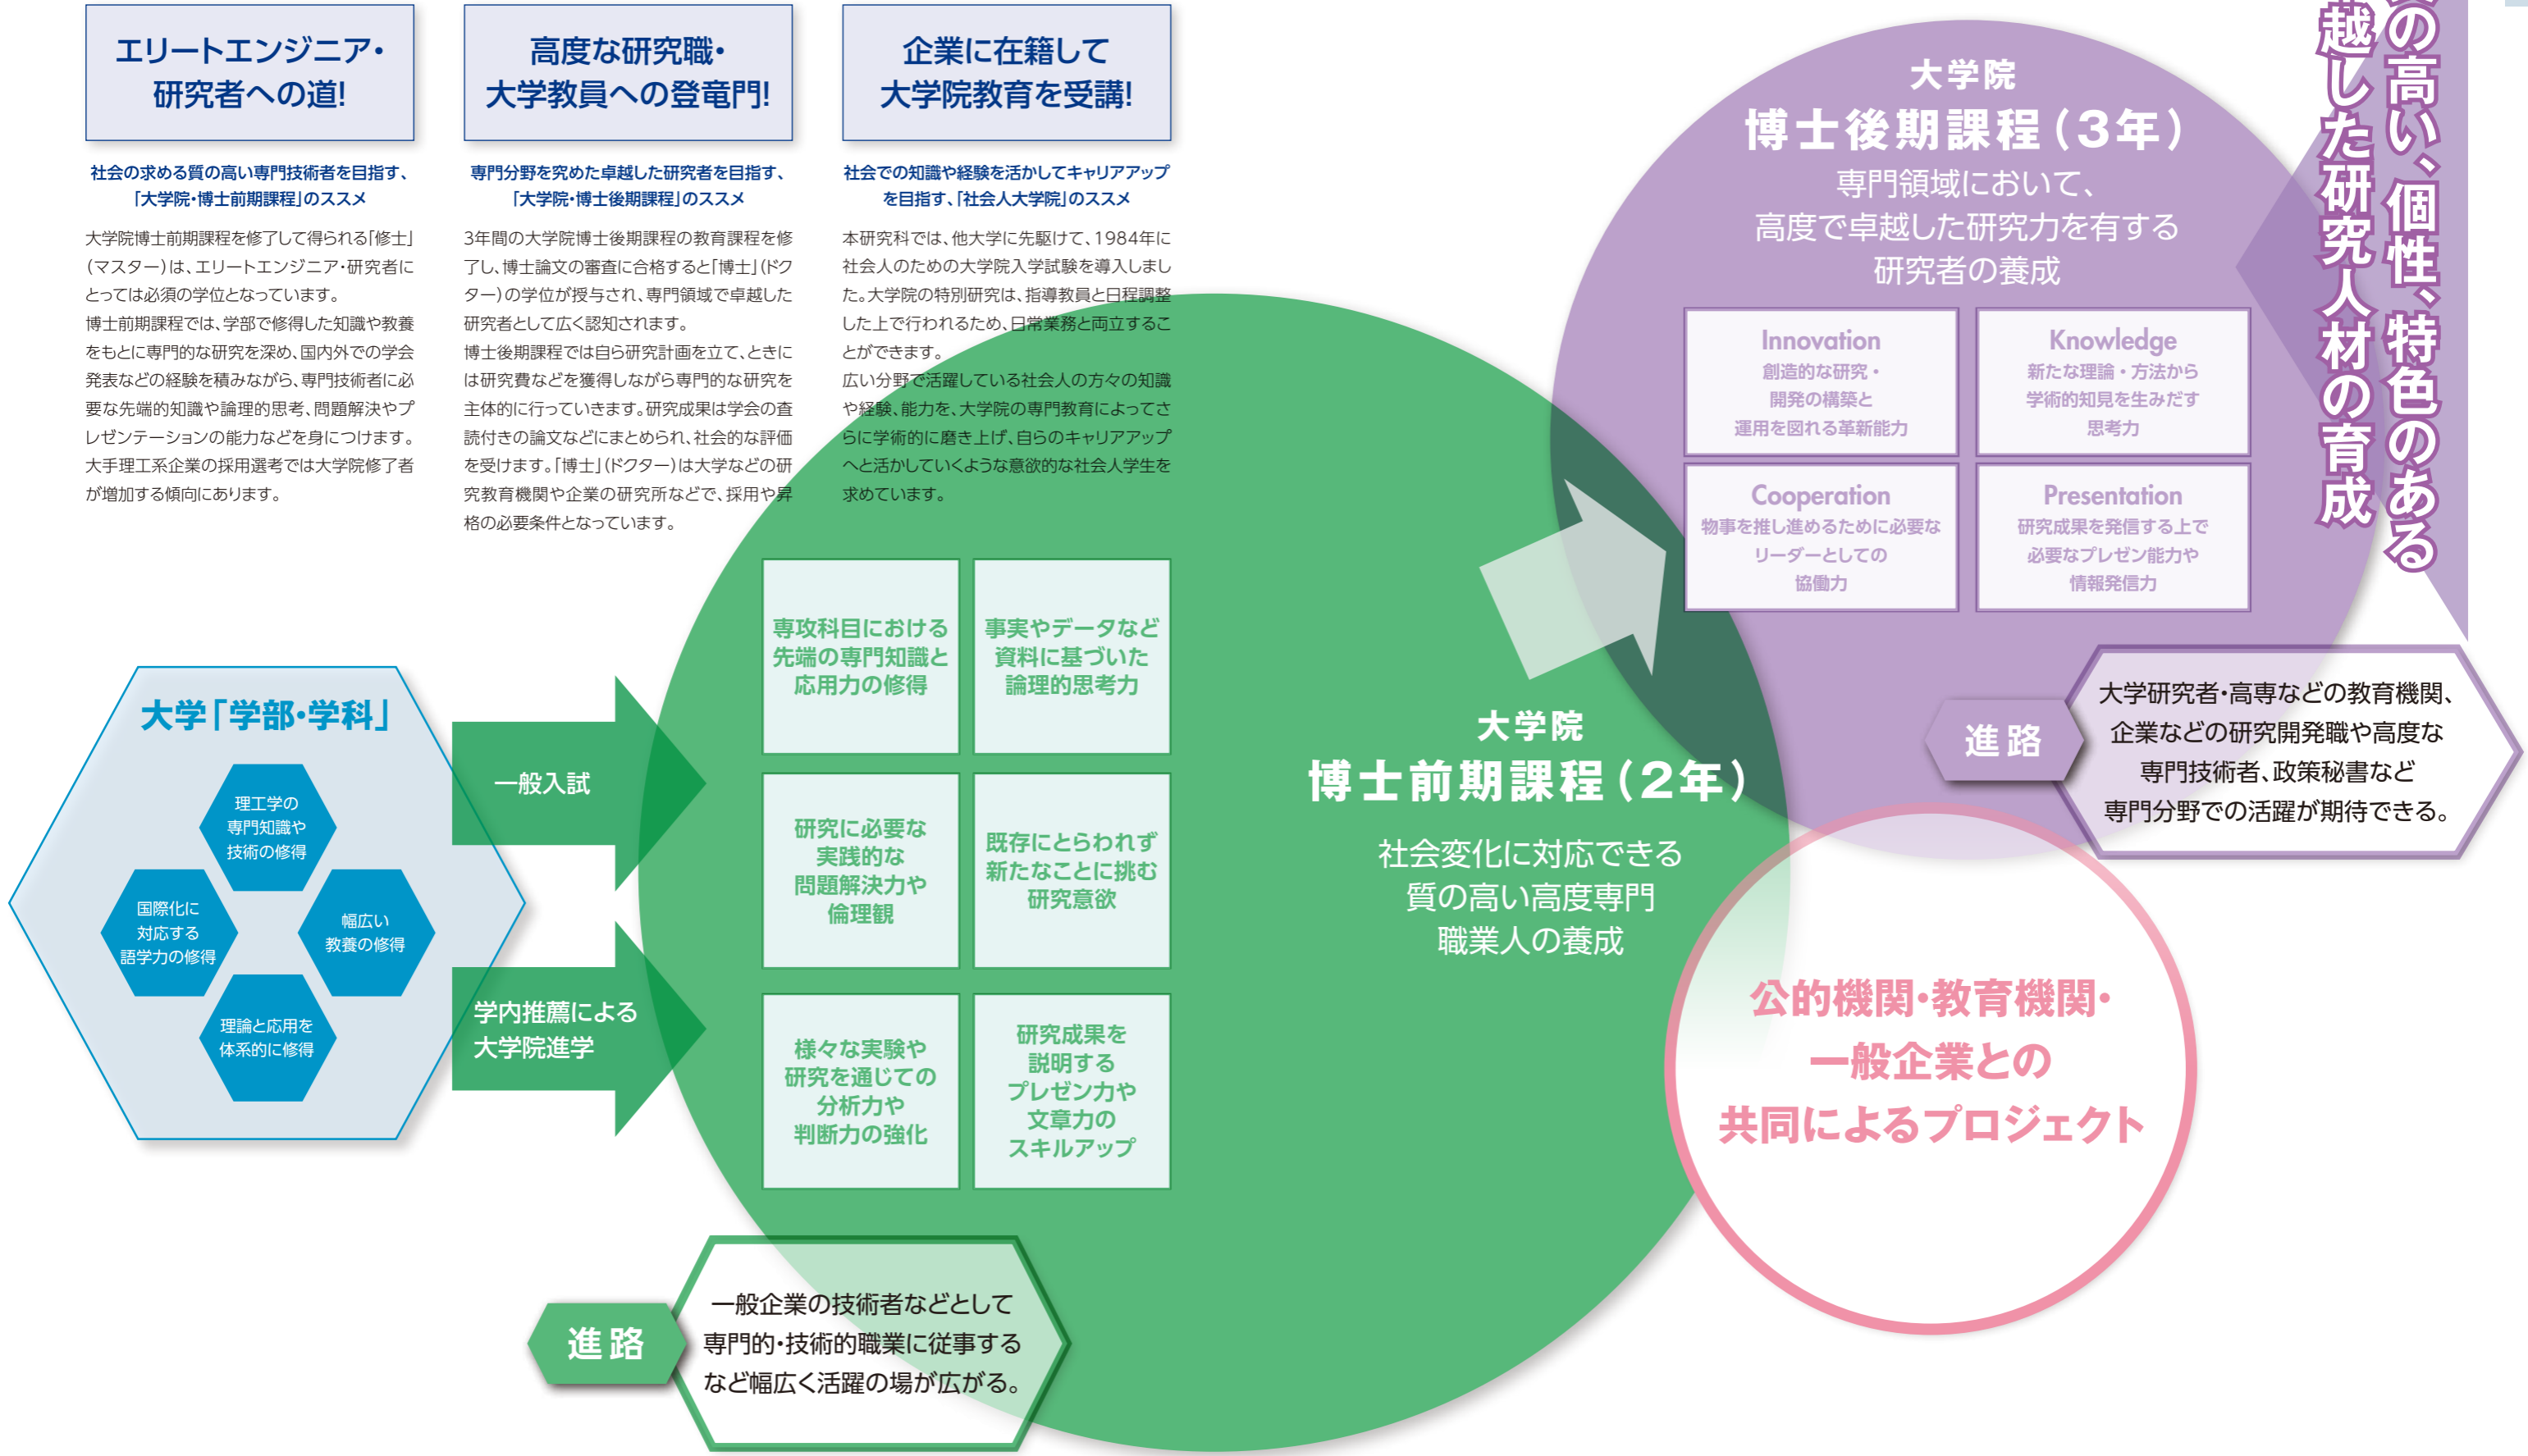 エリートエンジニア・
研究者への道!
社会の求める質の高い専門技術者を目指す、
「大学院・博士前期課程」のススメ
大学院博士前期課程を修了して得られる「修士」
(マスター)は、エリートエンジニア・研究者に
とっては必須の学位となっています。
博士前期課程では、学部で修得した知識や教養
をもとに専門的な研究を深め、国内外での学会
発表などの経験を積みながら、専門技術者に必
要な先端的知識や論理的思考、問題解決やプ
レゼンテーションの能力などを身につけます。
大手理工系企業の採用選考では大学院修了者
が増加する傾向にあります。
高度な研究職・
大学教員への登竜門!
専門分野を究めた卓越した研究者を目指す、
「大学院・博士後期課程」のススメ
3年間の大学院博士後期課程の教育課程を修
了し、博士論文の審査に合格すると「博士」(ドク
ター)の学位が授与され、専門領域で卓越した
研究者として広く認知されます。
博士後期課程では自ら研究計画を立て、ときに
は研究費などを獲得しながら専門的な研究を
主体的に行っていきます。研究成果は学会の査
読付きの論文などにまとめられ、社会的な評価
を受けます。「博士」(ドクター)は大学などの研
究教育機関や企業の研究所などで、採用や昇
格の必要条件となっています。
企業に在籍して
大学院教育を受講!
社会での知識や経験を活かしてキャリアアップ
を目指す、「社会人大学院」のススメ
本研究科では、他大学に先駆けて、1984年に
社会人のための大学院入学試験を導入しまし
た。大学院の特別研究は、指導教員と日程調整
した上で行われるため、日常業務と両立するこ
とができます。
広い分野で活躍している社会人の方々の知識
や経験、能力を、大学院の専門教育によってさ
らに学術的に磨き上げ、自らのキャリアアップ
へと活かしていくような意欲的な社会人学生を
求めています。
大学「学部・学科」
理工学の
専門知識や
技術の修得
国際化に
対応する
語学力の修得
幅広い
教養の修得
理論と応用を
体系的に修得
一般入試
学内推薦による
大学院進学
専攻科目における
先端の専門知識と
応用力の修得
事実やデータなど
資料に基づいた
論理的思考力
研究に必要な
実践的な
問題解決力や
倫理観
既存にとらわれず
新たなことに挑む
研究意欲
様々な実験や
研究を通じての
分析力や
判断力の強化
研究成果を
説明する
プレゼン力や
文章力の
スキルアップ
大学院
博士前期課程(2年)
社会変化に対応できる
質の高い高度専門
職業人の養成
進路
一般企業の技術者などとして
専門的・技術的職業に従事する
など幅広く活躍の場が広がる。
大学院
博士後期課程(3年)
専門領域において、
高度で卓越した研究力を有する
研究者の養成
Innovation
創造的な研究・
開発の構築と
運用を図れる革新能力
Knowledge
新たな理論・方法から
学術的知見を生みだす
思考力
Cooperation
物事を推し進めるために必要な
リーダーとしての
協働力
Presentation
研究成果を発信する上で
必要なプレゼン能力や
情報発信力
進路
大学研究者・高専などの教育機関、
企業などの研究開発職や高度な
専門技術者、政策秘書など
専門分野での活躍が期待できる。
公的機関・教育機関・
一般企業との
共同によるプロジェクト
の高い、個性、特色のある
越した研究人材の育成